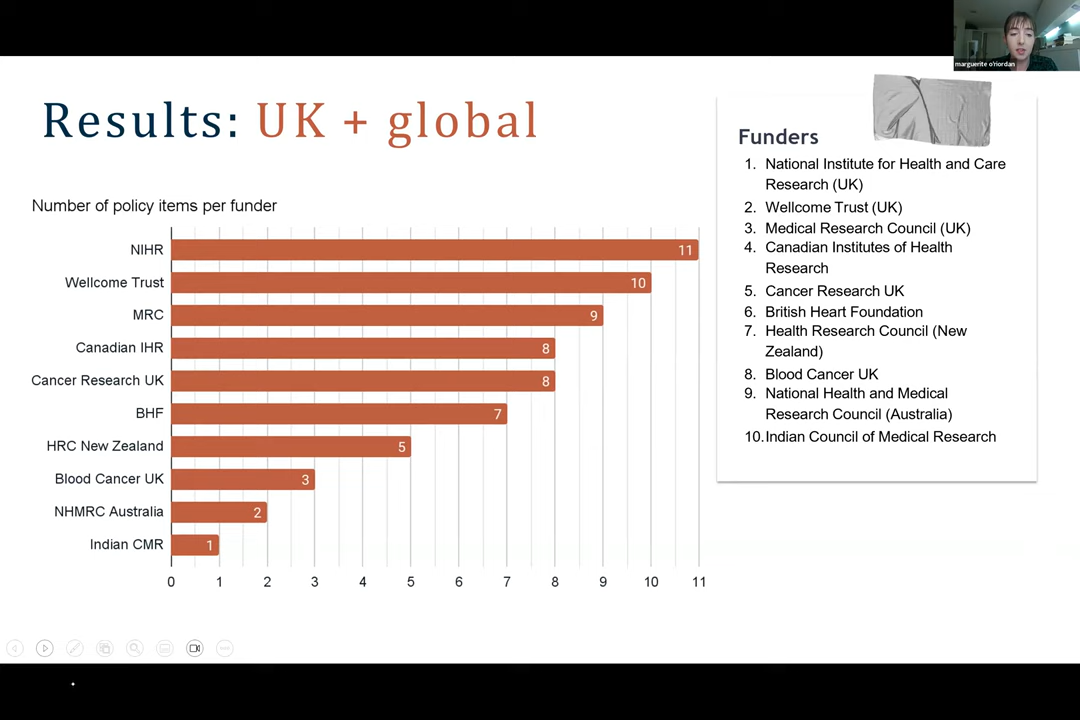 marguerite o'riordan
Results: UK + global
Number of policy items per funder
NIHR 11
Wellcome Trust 10
MRC 9
Canadian IHR 8
Cancer Research UK 8
BHF 7
HRC New Zealand 5
Blood Cancer UK 3
NHMRC Australia 2
Indian CMR 1
0 1 2 3 4 5 6 7 8 9 10 11
Funders
1. National Institute for Health and Care
Research (UK)
2. Wellcome Trust (UK)
3. Medical Research Council (UK)
4. Canadian Institutes of Health
Research
5. Cancer Research UK
6. British Heart Foundation
7. Health Research Council (New
Zealand)
8. Blood Cancer UK
9. National Health and Medical
Research Council (Australia)
10. Indian Council of Medical Research